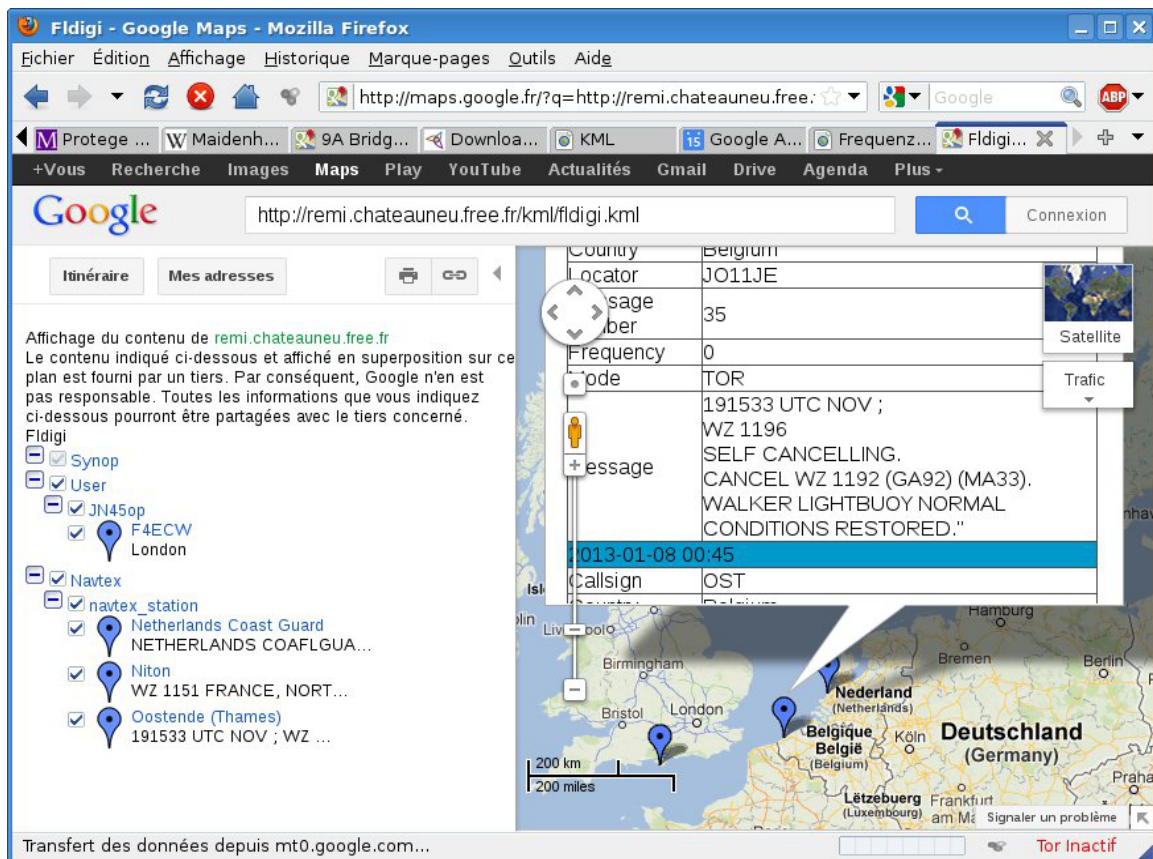 Fldigi - Google Maps - Mozilla Firefox
Fichier Édition Affichage Historique Marque-pages Outils Aide
http://maps.google.fr/?q=http://remi.chateauneu.free. Google ABP
Protege ... Maidenh... 9A Bridg... Downloa... KML 15 Google A... Frequenz... Fldigi...
+Vous Recherche Images Maps Play YouTube Actualités Gmail Drive Agenda Plus
Google http://remi.chateauneu.free.fr/kml/fldigi.kml Connexion
Itinéraire Mes adresses
Affichage du contenu de remi.chateauneu.free.fr
Le contenu indiqué ci-dessous et affiché en superposition sur ce
plan est fourni par un tiers. Par conséquent, Google n'en est
pas responsable. Toutes les informations que vous indiquez
ci-dessous pourront être partagées avec le tiers concerné.
Fldigi
Synop
User
JN45op
F4ECW
London
Navtex
navtex_station
Netherlands Coast Guard
NETHERLANDS COAFLGUA...
Niton
WZ 1151 FRANCE, NORT...
Oostende (Thames)
191533 UTC NOV ; WZ ...
Country Belgium
Locator JO11JE
35
Frequency 0
Mode TOR
191533 UTC NOV ;
WZ 1196
SELF CANCELLING.
CANCEL WZ 1192 (GA92) (MA33).
WALKER LIGHTBUOY NORMAL
CONDITIONS RESTORED."
2013-01-08 00:45
Callsign OST
Country Belgium
Satellite
Trafic
Hamburg
Birmingham
Bremen
Berlin
Nederland
(Netherlands)
Bristol
London
Belgique
België
(Belgium)
Köln
Deutschland
(Germany)
Praha
200 km
200 miles
Lëtzebuerg
(Luxembourg)
Frankfurt
am
Signaler un problème
Transfert des données depuis mt0.google.com...
Tor Inactif